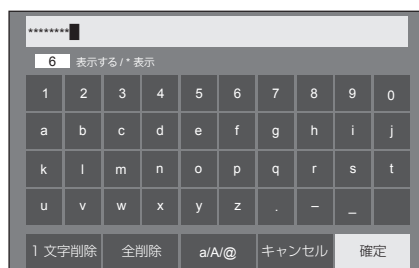 ********
6 表示する / * 表示
1 2 3 4 5 6 7 8 9 0
a b c d e f g h i j
k l m n o p q r s t
u v w x y z . – _
1 文字削除 全削除 a/A/@ キャンセル 確定